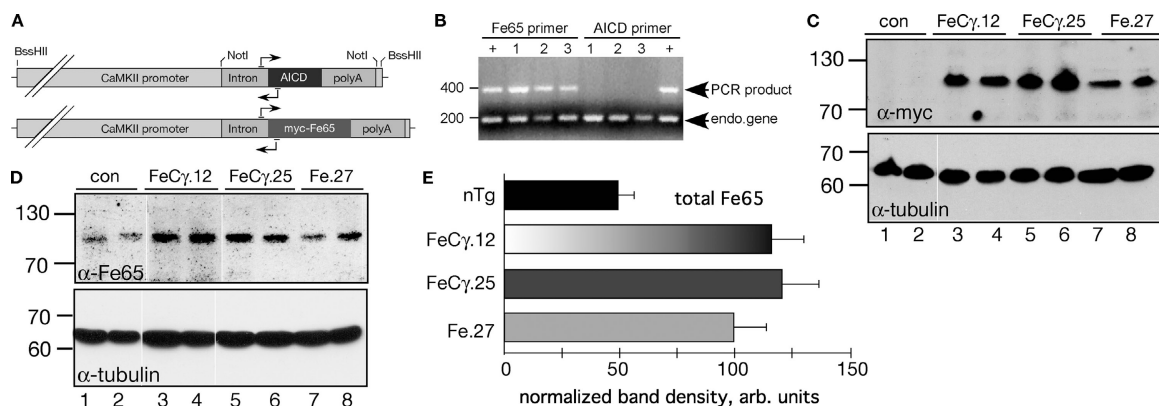 A
BssHII
NotI
NotI
BssHII
CaMKII promoter
Intron
AICD
polyA
CaMKII promoter
Intron
myc-Fe65
polyA
B
Fe65 primer
AICD primer
+ 1 2 3 1 2 3 +
400
PCR product
200
endo.gene
C
con
FeCγ.12
FeCγ.25
Fe.27
130
70
α-myc
70
60
α-tubulin
1 2 3 4 5 6 7 8
D
con
FeCγ.12
FeCγ.25
Fe.27
130
70
α-Fe65
70
60
α-tubulin
1 2 3 4 5 6 7 8
E
total Fe65
nTg
FeCγ.12
FeCγ.25
Fe.27
0 50 100 150
normalized band density, arb. units